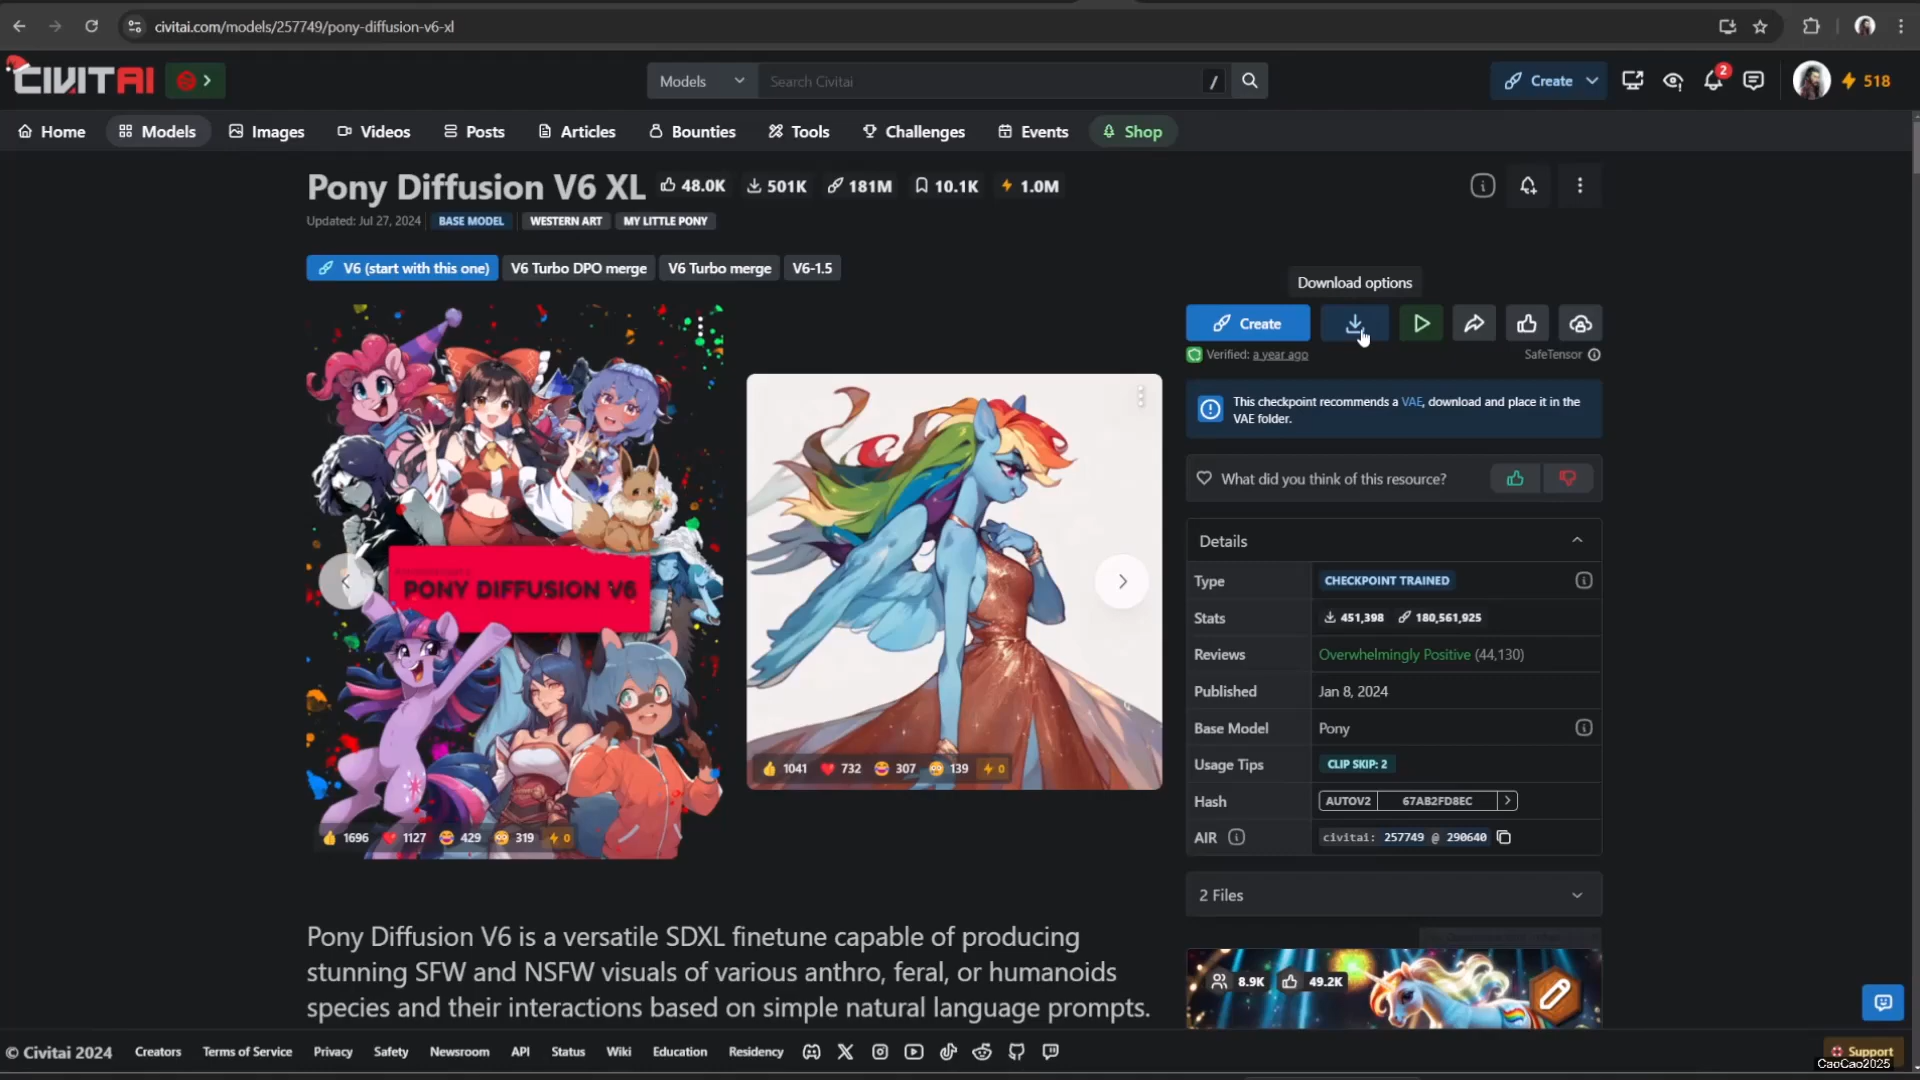 civitai.com/models/257749/pony-diffusion-v6-xl
CIVITAI
Models
Search Civitai
/
Create
2
518
Home
Models
Images
Videos
Posts
Articles
Bounties
Tools
Challenges
Events
Shop
Pony Diffusion V6 XL
48.0K
501K
181M
10.1K
1.0M
Updated: Jul 27, 2024
BASE MODEL
WESTERN ART
MY LITTLE PONY
V6 (start with this one)
V6 Turbo DPO merge
V6 Turbo merge
V6-1.5
Download options
Create
Verified: a year ago
SafeTensor
This checkpoint recommends a VAE, download and place it in the
VAE folder.
What did you think of this resource?
Details
Type
CHECKPOINT TRAINED
Stats
451,398
180,561,925
Reviews
Overwhelmingly Positive (44,130)
Published
Jan 8, 2024
Base Model
Pony
Usage Tips
CLIP SKIP: 2
Hash
AUTOV2
67AB2FD8EC
AIR
civitai: 257749 @ 290640
2 Files
PONY DIFFUSION V6
1696
1127
429
319
0
1041
732
307
139
0
Pony Diffusion V6 is a versatile SDXL finetune capable of producing
stunning SFW and NSFW visuals of various anthro, feral, or humanoids
species and their interactions based on simple natural language prompts.
8.9K
49.2K
© Civitai 2024
Creators
Terms of Service
Privacy
Safety
Newsroom
API
Status
Wiki
Education
Residency
Support
CaoCao2025